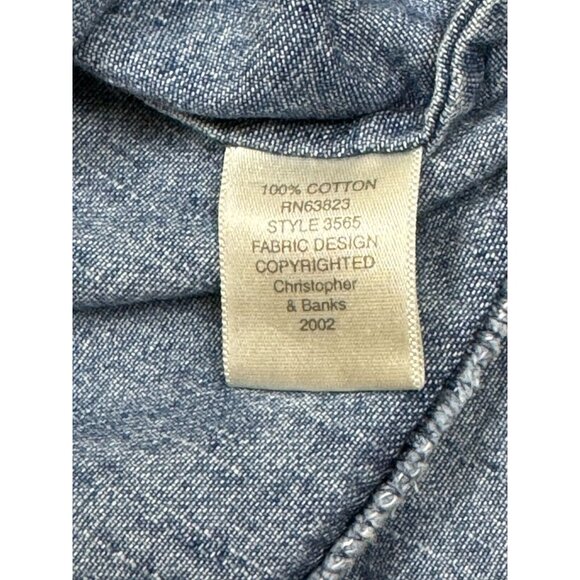 100% COTTON
RN63823
STYLE 3565
FABRIC DESIGN
COPYRIGHTED
Christopher
& Banks
2002